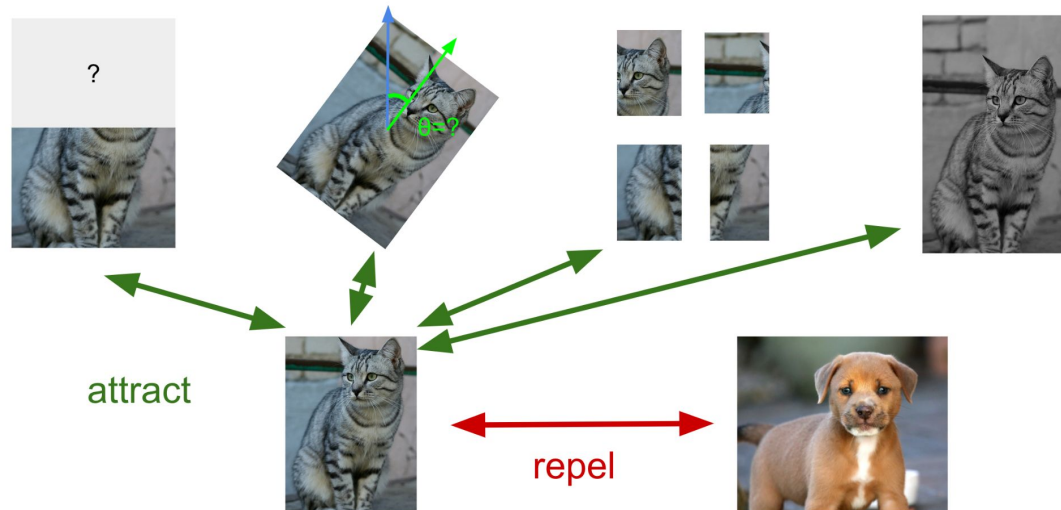 ?
θ=?
attract
repel